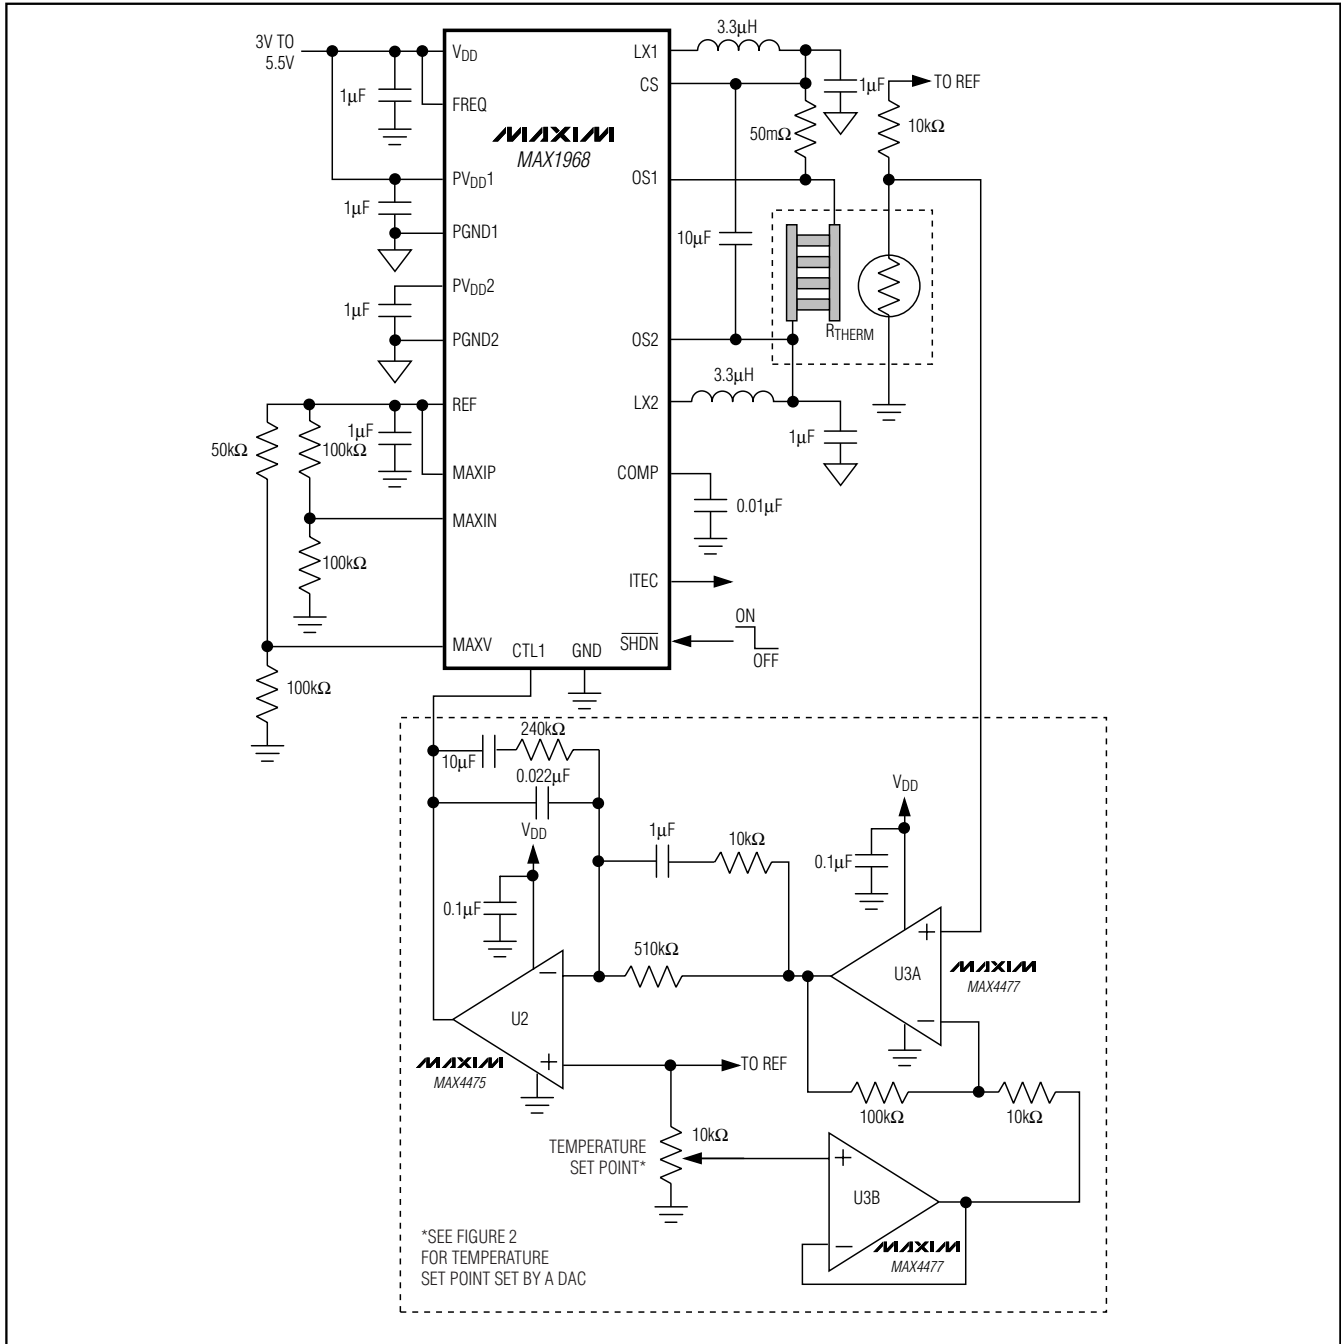 3.3μH
3V TO
5.5V
VDD
LX1
1μF
FREQ
CS
1μF
TO REF
MAXIM
MAX1968
50mΩ
10kΩ
PVDD1
OS1
1μF
PGND1
10μF
PVDD2
1μF
PGND2
OS2
RTHERM
3.3μH
REF
LX2
50kΩ
1μF
100kΩ
1μF
MAXIP
COMP
0.01μF
MAXIN
100kΩ
ITEC
ON
SHDN
OFF
MAXV
CTL1
GND
100kΩ
240kΩ
10μF
0.022μF
VDD
VDD
1μF
10kΩ
0.1μF
0.1μF
510kΩ
+
U3A
MAXIM
MAX4477
−
−
U2
+
MAXIM
MAX4475
TO REF
100kΩ
10kΩ
10kΩ
TEMPERATURE
SET POINT*
+
U3B
−
MAXIM
MAX4477
*SEE FIGURE 2
FOR TEMPERATURE
SET POINT SET BY A DAC